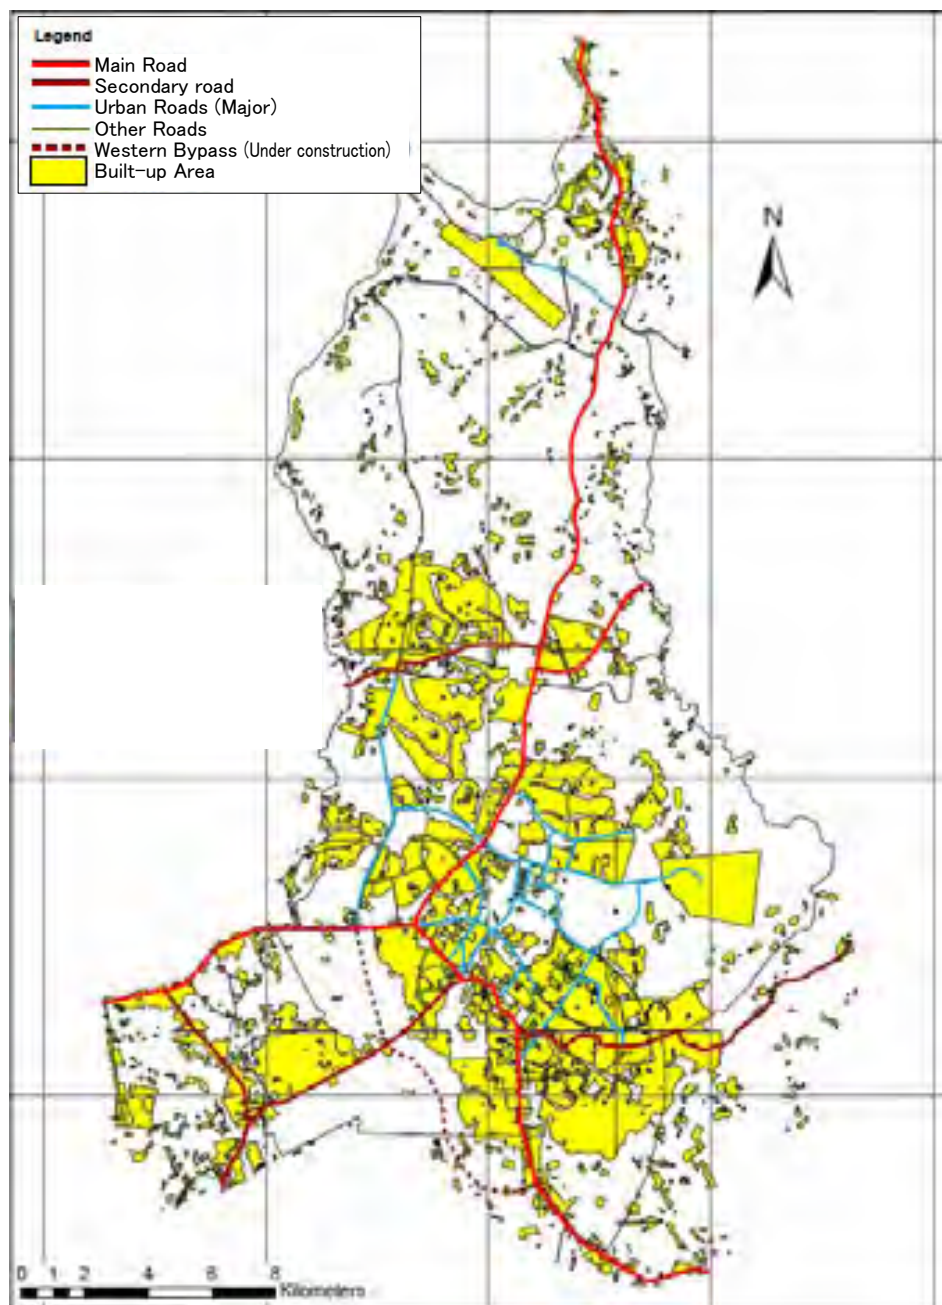 Legend
Main Road
Secondary road
Urban Roads (Major)
Other Roads
Western Bypass (Under construction)
Built-up Area
N
0 1 2 4 6 8
Kilometers